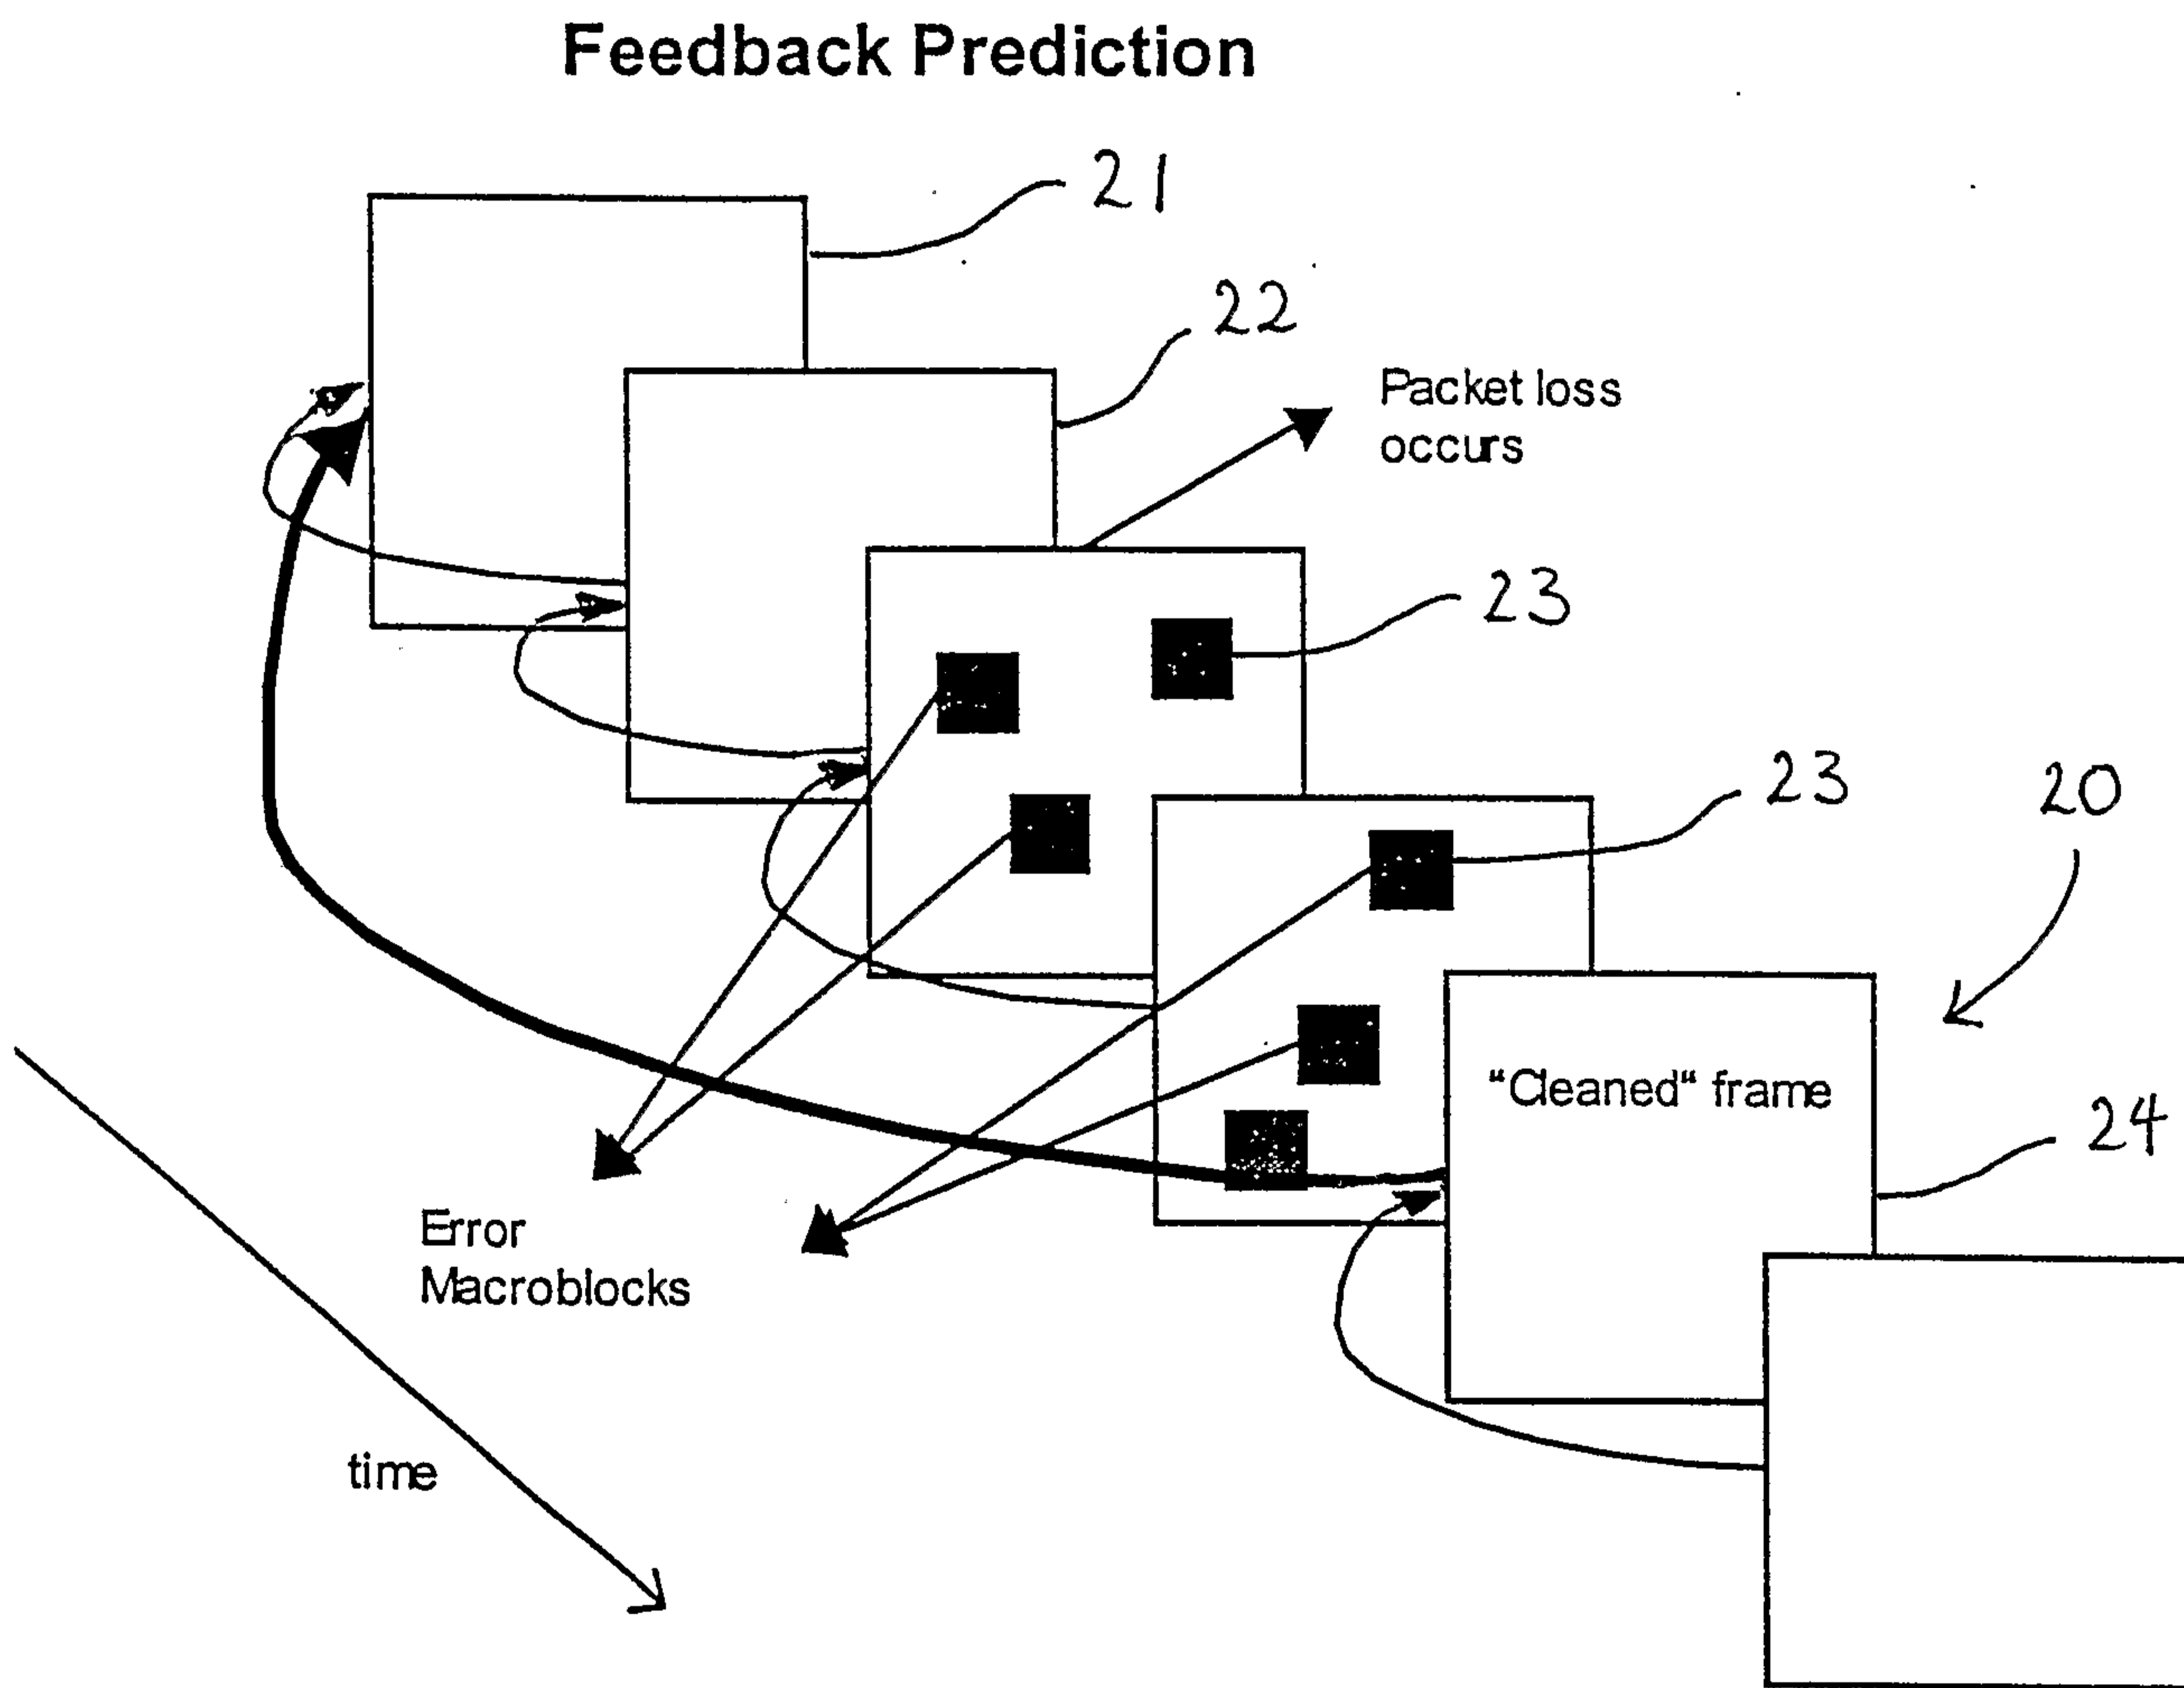 Feedback Prediction
21
22
Packet loss
occurs
23
23
20
“Cleaned“ frame
24
Error
Macroblocks
time